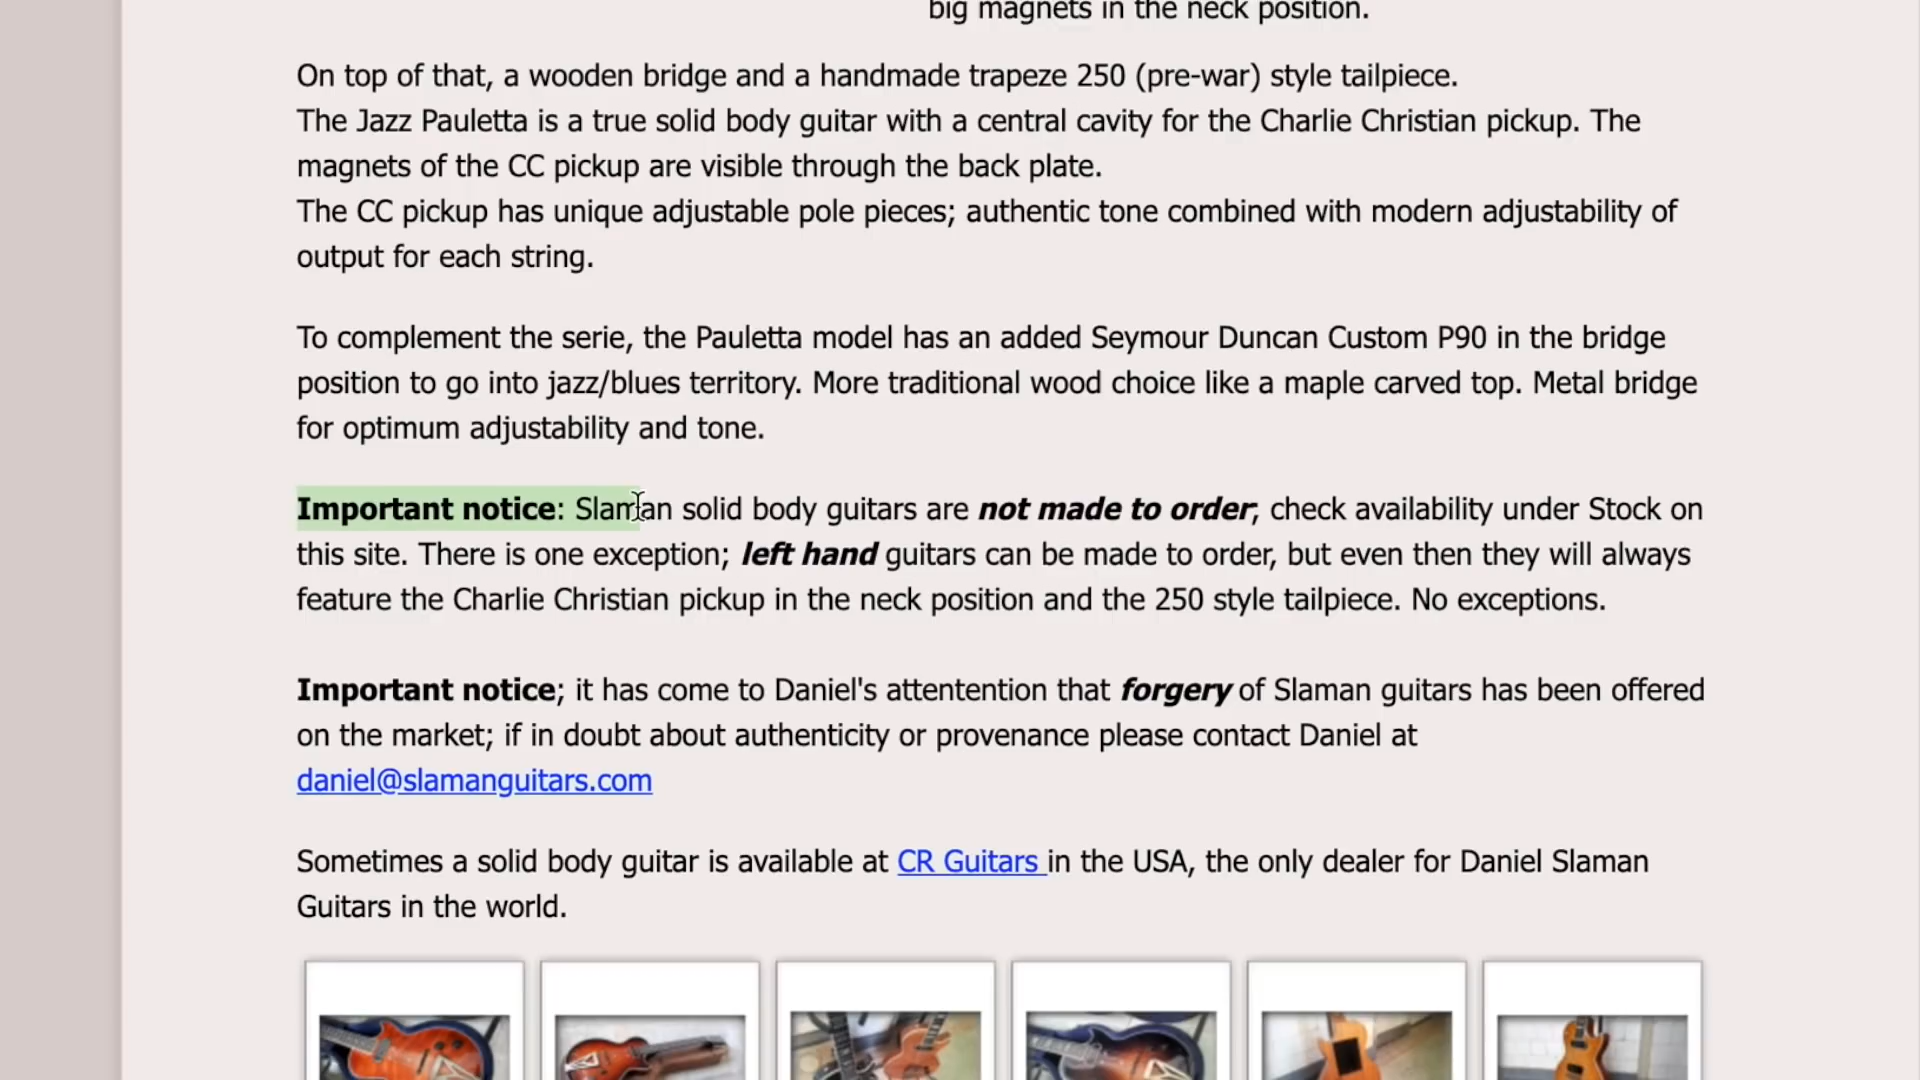 big magnets in the neck position.
On top of that, a wooden bridge and a handmade trapeze 250 (pre-war) style tailpiece.
The Jazz Pauletta is a true solid body guitar with a central cavity for the Charlie Christian pickup. The
magnets of the CC pickup are visible through the back plate.
The CC pickup has unique adjustable pole pieces; authentic tone combined with modern adjustability of
output for each string.
To complement the serie, the Pauletta model has an added Seymour Duncan Custom P90 in the bridge
position to go into jazz/blues territory. More traditional wood choice like a maple carved top. Metal bridge
for optimum adjustability and tone.
Important notice: Slaman solid body guitars are not made to order; check availability under Stock on
this site. There is one exception; left hand guitars can be made to order, but even then they will always
feature the Charlie Christian pickup in the neck position and the 250 style tailpiece. No exceptions.
Important notice; it has come to Daniel's attentention that forgery of Slaman guitars has been offered
on the market; if in doubt about authenticity or provenance please contact Daniel at
daniel@slamanguitars.com
Sometimes a solid body guitar is available at CR Guitars in the USA, the only dealer for Daniel Slaman
Guitars in the world.